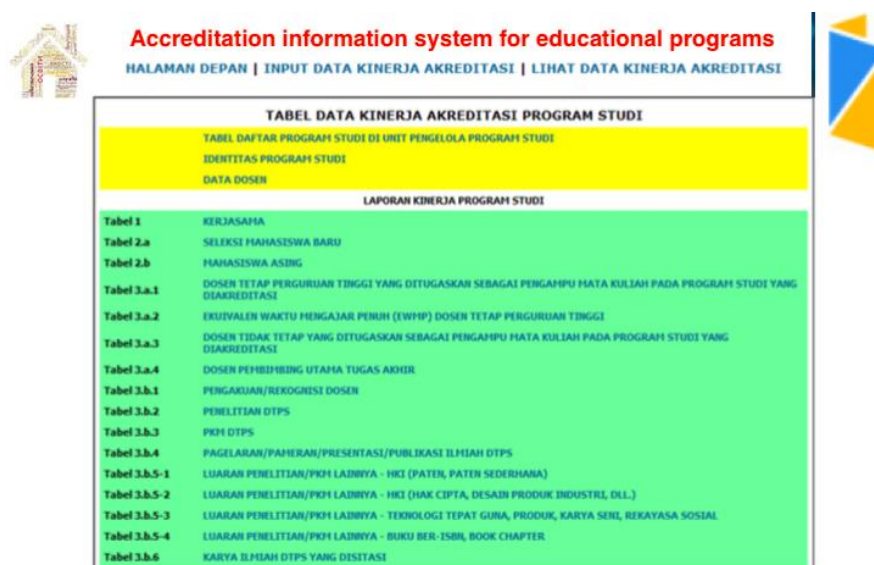 Accreditation information system for educational programs
HALAMAN DEPAN | INPUT DATA KINERJA AKREDITASI | LIHAT DATA KINERJA AKREDITASI
TABEL DATA KINERJA AKREDITASI PROGRAM STUDI
TABEL DAFTAR PROGRAM STUDI DI UNIT PENGELOLA PROGRAM STUDI
IDENTITAS PROGRAM STUDI
DATA DOSEN
LAPORAN KINERJA PROGRAM STUDI
Tabel 1 KERJASAMA
Tabel 2.a SELEKSI MAHASISWA BARU
Tabel 2.b MAHASISWA ASING
Tabel 3.a.1 DOSEN TETAP PERGURUAN TINGGI YANG DITUGASKAN SEBAGAI PENGAMPU MATA KULIAH PADA PROGRAM STUDI YANG
DIAKREDITASI
Tabel 3.a.2 EKUIVALEN WAKTU MENGAJAR PENUH (EWMP) DOSEN TETAP PERGURUAN TINGGI
Tabel 3.a.3 DOSEN TIDAK TETAP YANG DITUGASKAN SEBAGAI PENGAMPU MATA KULIAH PADA PROGRAM STUDI YANG
DIAKREDITASI
Tabel 3.a.4 DOSEN PEMBIMBING UTAMA TUGAS AKHIR
Tabel 3.b.1 PENGAKUAN/REKOGNISI DOSEN
Tabel 3.b.2 PENELITIAN DTPS
Tabel 3.b.3 PKM DTPS
Tabel 3.b.4 PAGELARAN/PAMERAN/PRESENTASI/PUBLIKASI ILMIAH DTPS
Tabel 3.b.5-1 LUARAN PENELITIAN/PKM LAINNYA - HKI (PATEN, PATEN SEDERHANA)
Tabel 3.b.5-2 LUARAN PENELITIAN/PKM LAINNYA - HKI (HAK CIPTA, DESAIN PRODUK INDUSTRI, DLL.)
Tabel 3.b.5-3 LUARAN PENELITIAN/PKM LAINNYA - TEKNOLOGI TEPAT GUNA, PRODUK, KARYA SENI, REKAYASA SOSIAL
Tabel 3.b.5-4 LUARAN PENELITIAN/PKM LAINNYA - BUKU BER-ISBN, BOOK CHAPTER
Tabel 3.b.6 KARYA ILMIAH DTPS YANG DISITASI